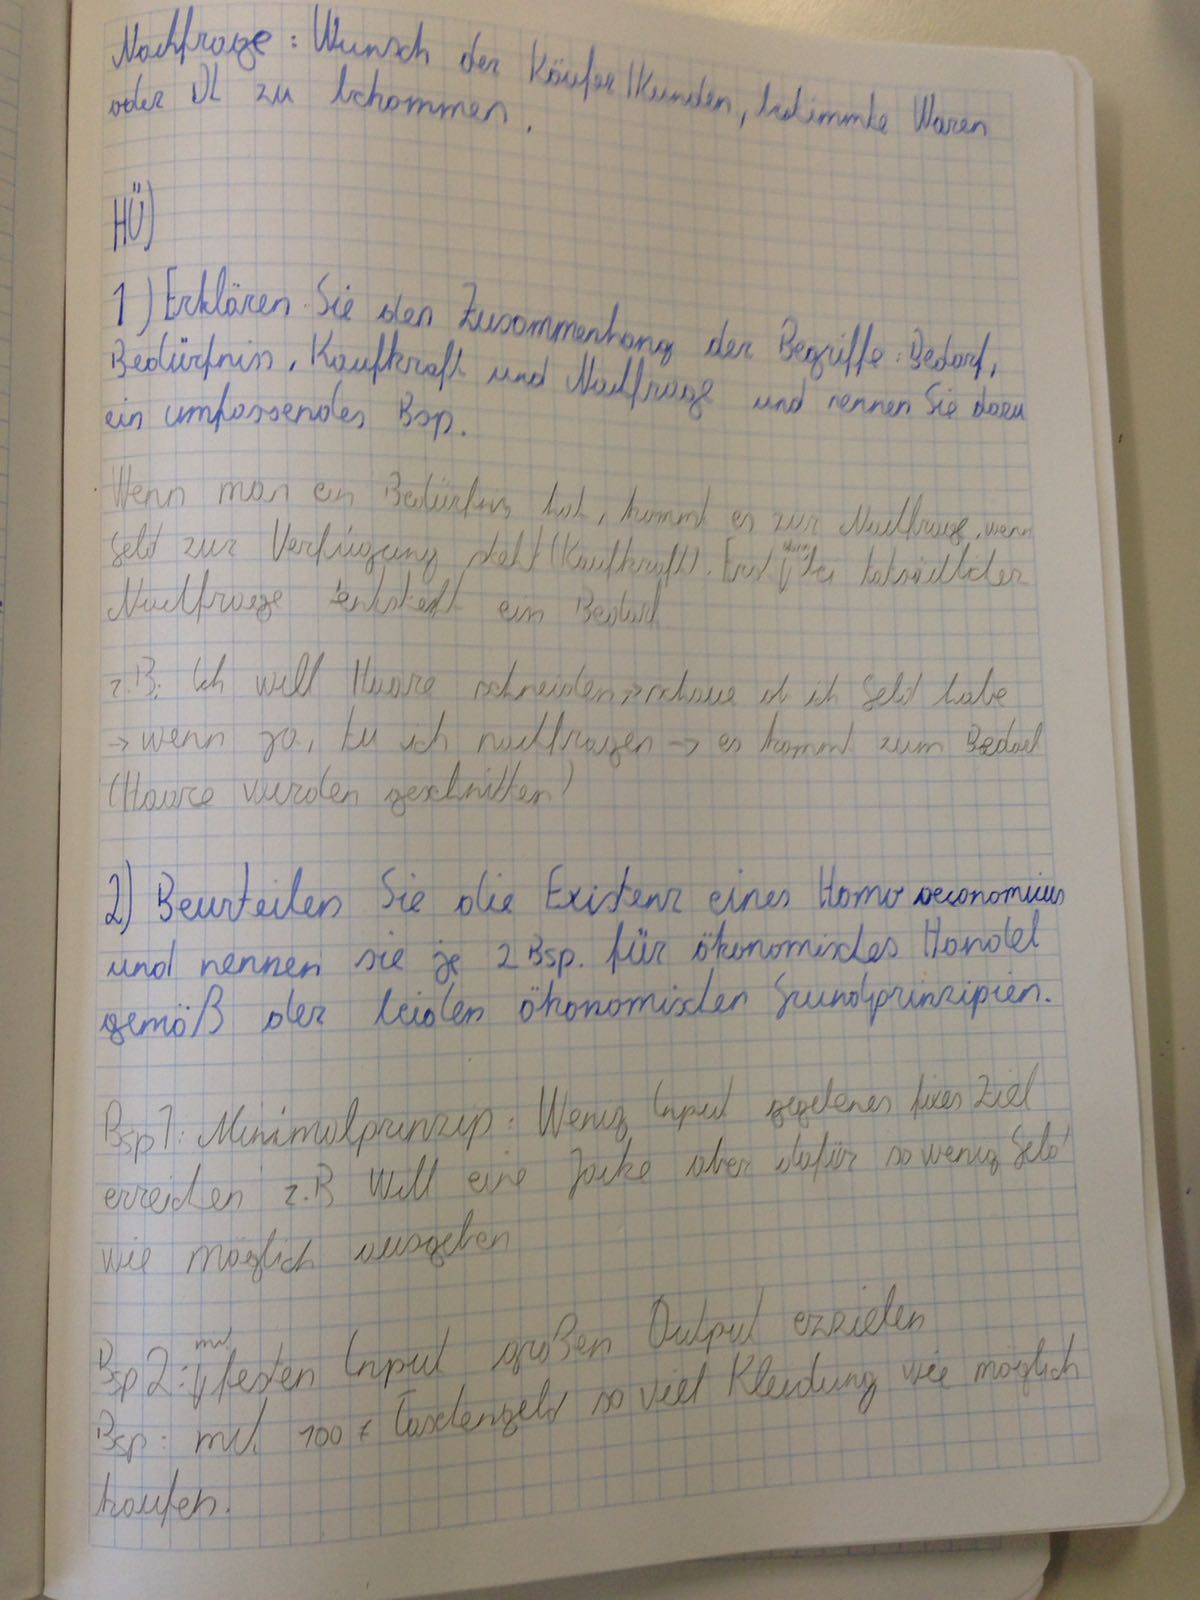 Nachfrage: Wunsch der Käufer/Kunden, bestimmte Waren
oder DL zu bekommen.
HÜ)
1) Erklären Sie den Zusammenhang der Begriffe: Bedarf,
Bedürfnis, Kaufkraft und Nachfrage und nennen Sie dazu
ein umfassendes Bsp.
Wenn man ein Bedürfnis hat, kommt es zur Nachfrage, wenn
Geld zur Verfügung steht (Kaufkraft). Erst dann bei tatsächlicher
Nachfrage entsteht ein Bedarf
z.B. Ich will Haare schneiden, schaue ob ich Geld habe
→ wenn ja, tu ich nachfragen → es kommt zum Bedarf
(Haare wurden geschnitten)
2) Beurteilen Sie die Existenz eines Homo oeconomicus
und nennen sie je 2 Bsp. für ökonomisches Handel
gemäß der beiden ökonomischen Grundprinzipien.
Bsp 1: Minimalprinzip: Wenig Input gegebenes fixes Ziel
erreichen z.B Will eine Jacke aber dafür so wenig Geld
wie möglich ausgeben
Bsp 2: mit festen Input großen Output erzielen
Bsp: mit 100 € Taschengeld so viel Kleidung wie möglich
kaufen.